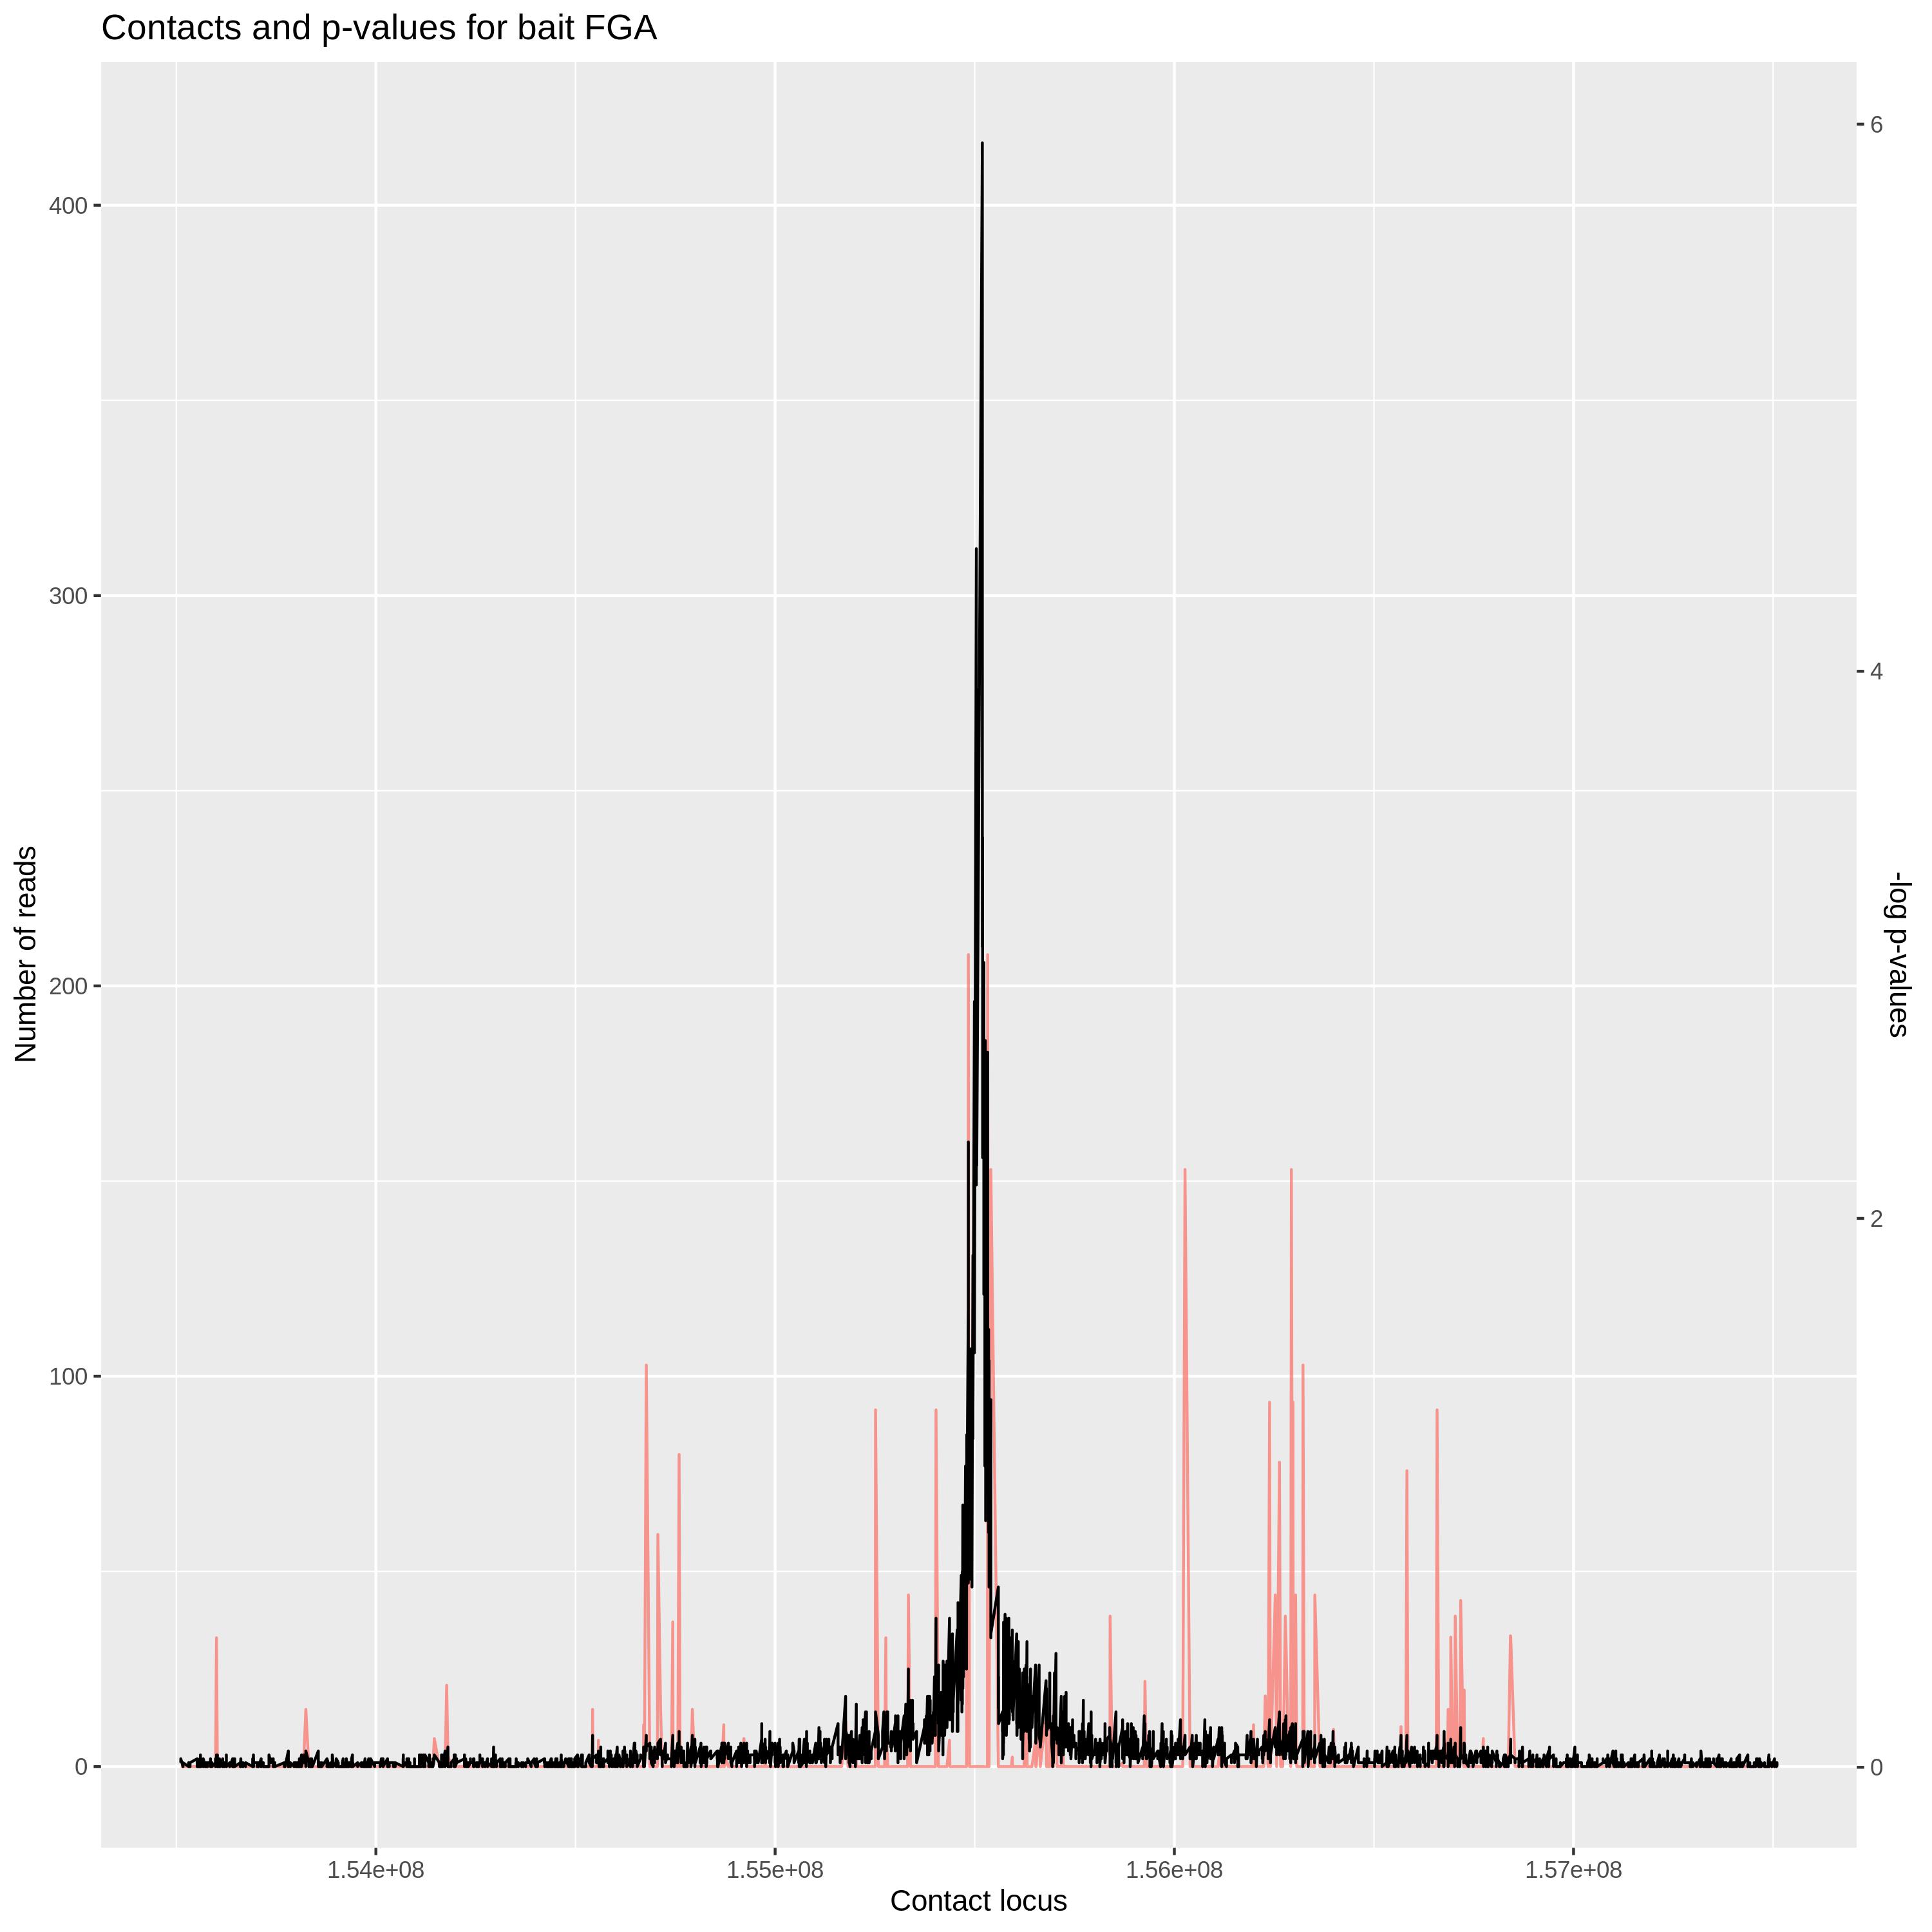 Contacts and p-values for bait FGA
400
300
200
100
0
Number of reads
6
4
2
0
-log p-values
1.54e+08
1.55e+08
1.56e+08
1.57e+08
Contact locus